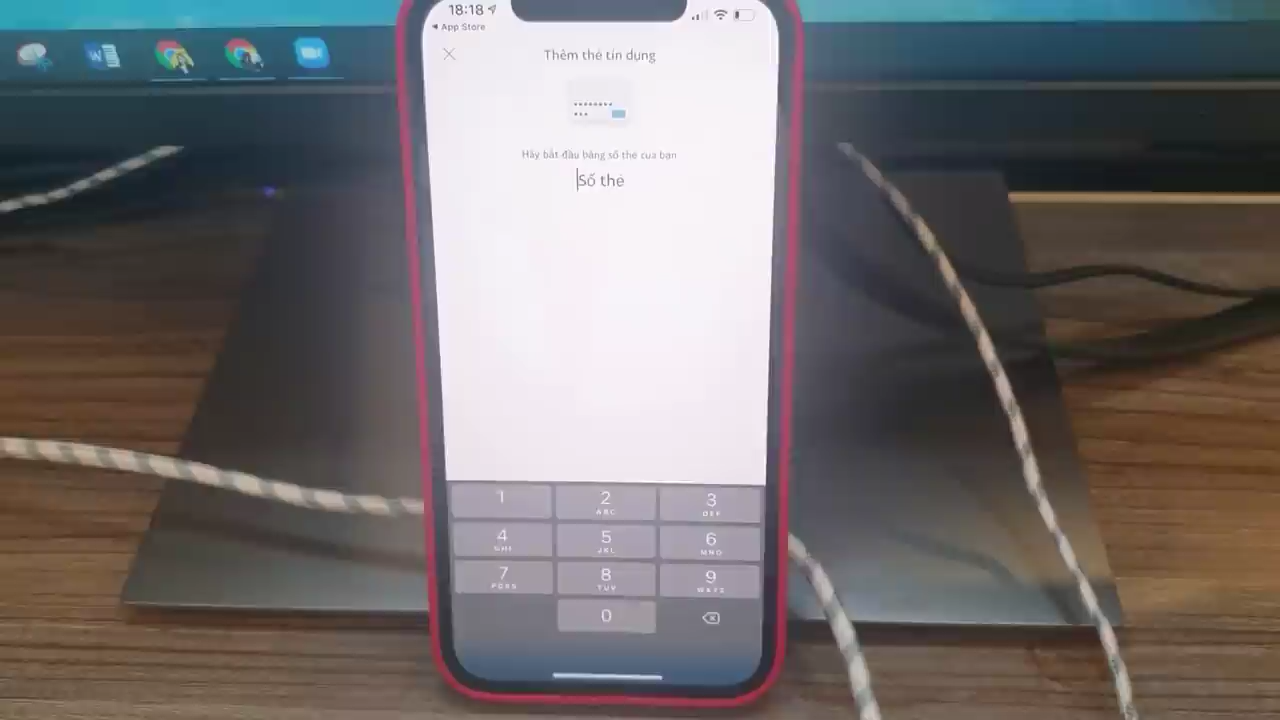 18:18
App Store
Thêm thẻ tín dụng
Hãy bắt đầu bằng số thẻ của bạn
Số thẻ
1
2
ABC
3
DEF
4
GHI
5
JKL
6
MNO
7
PQRS
8
TUV
9
WXYZ
0